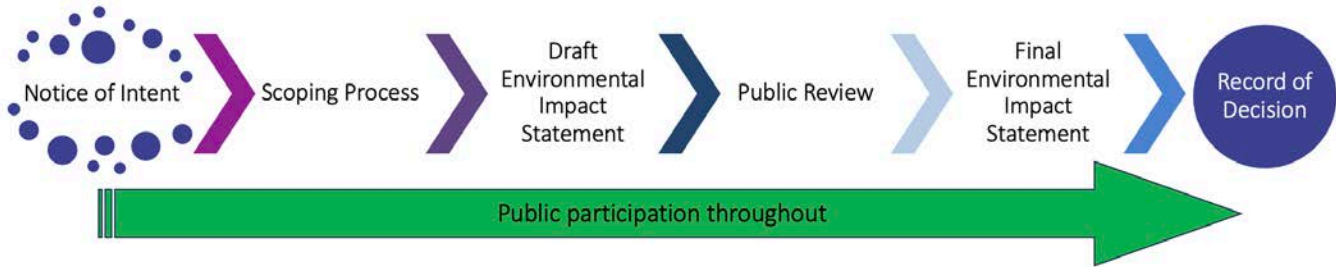 Notice of Intent
Scoping Process
Draft
Environmental
Impact
Statement
Public Review
Final
Environmental
Impact
Statement
Record of
Decision
Public participation throughout